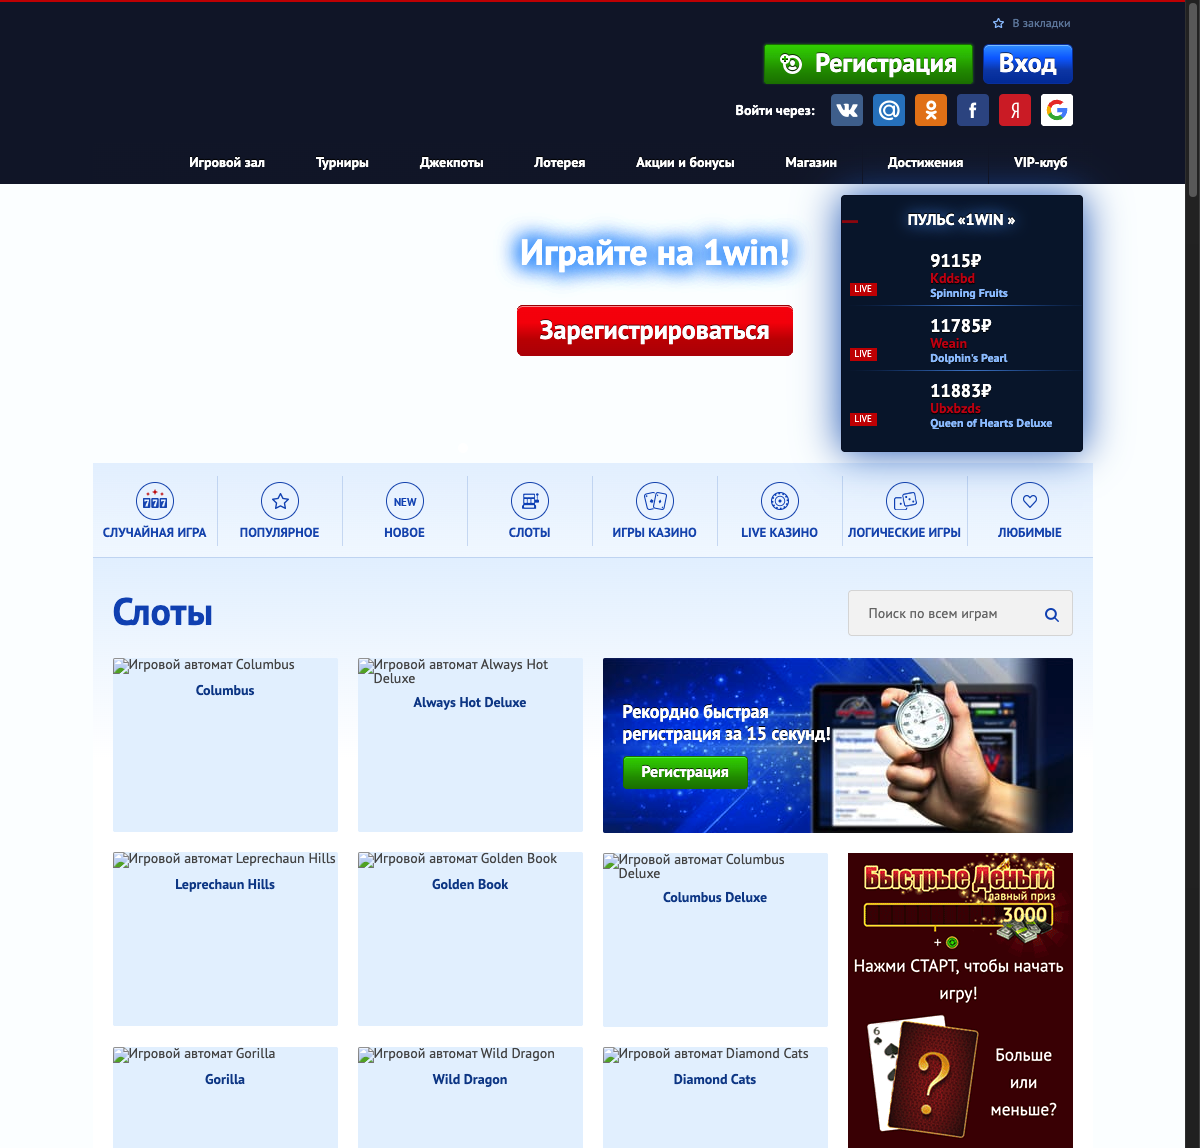 В закладки
Регистрация
Вход
Войти через:
Игровой зал
Турниры
Джекпоты
Лотерея
Акции и бонусы
Магазин
Достижения
VIP-клуб
Играйте на 1win!
Зарегистрироваться
ПУЛЬС «1WIN »
9115₽
Kddsbd
LIVE
Spinning Fruits
11785₽
Weain
LIVE
Dolphin's Pearl
11883₽
Ubxbzds
LIVE
Queen of Hearts Deluxe
777
NEW
СЛУЧАЙНАЯ ИГРА
ПОПУЛЯРНОЕ
НОВОЕ
СЛОТЫ
ИГРЫ КАЗИНО
LIVE КАЗИНО
ЛОГИЧЕСКИЕ ИГРЫ
ЛЮБИМЫЕ
Слоты
Поиск по всем играм
Игровой автомат Columbus
Columbus
Игровой автомат Always Hot
Deluxe
Always Hot Deluxe
Рекордно быстрая
регистрация за 15 секунд!
Регистрация
Игровой автомат Leprechaun Hills
Leprechaun Hills
Игровой автомат Golden Book
Golden Book
Игровой автомат Columbus
Deluxe
Columbus Deluxe
Быстрые Деньги
Главный приз
3000
+
Нажми СТАРТ, чтобы начать
игру!
6
?
Больше
или
меньше?
Игровой автомат Gorilla
Gorilla
Игровой автомат Wild Dragon
Wild Dragon
Игровой автомат Diamond Cats
Diamond Cats